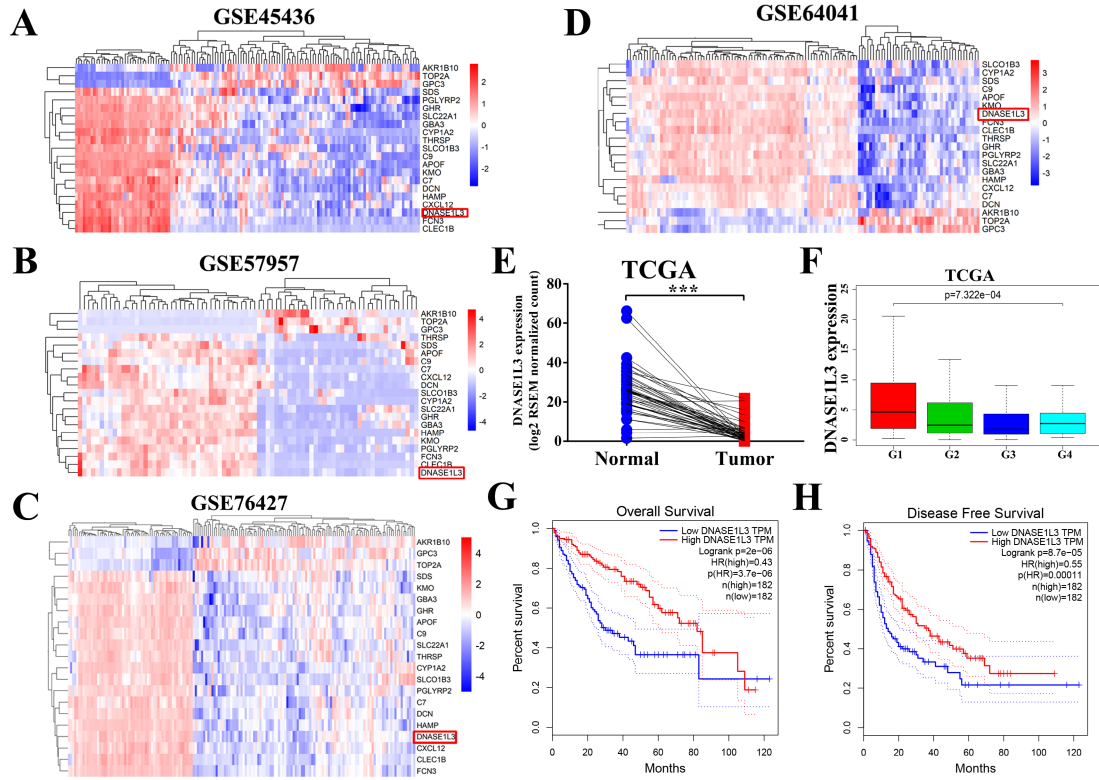 A
GSE45436
AKR1B10
TOP2A
GPC3
SDS
PGLYRP2
GHR
SLC22A1
GBA3
CYP1A2
THRSP
SLCO1B3
C9
APOF
KMO
C7
DCN
HAMP
CXCL12
DNASE1L3
FCN3
CLEC1B
2
1
0
-1
-2
D
GSE64041
SLCO1B3
CYP1A2
SDS
C9
APOF
KMO
DNASE1L3
FCN3
CLEC1B
THRSP
GHR
PGLYRP2
SLC22A1
GBA3
HAMP
CXCL12
C7
DCN
AKR1B10
TOP2A
GPC3
3
2
1
0
-1
-2
-3
B
GSE57957
AKR1B10
TOP2A
GPC3
THRSP
SDS
APOF
C9
C7
CXCL12
DCN
SLCO1B3
CYP1A2
SLC22A1
GHR
GBA3
HAMP
KMO
PGLYRP2
FCN3
CLEC1B
DNASE1L3
4
2
0
-2
-4
E
TCGA
DNASE1L3 expression
(log2 RSEM normalized count)
80
60
40
20
0
***
Normal
Tumor
F
TCGA
p=7.322e-04
DNASE1L3 expression
25
20
15
10
5
0
G1
G2
G3
G4
C
GSE76427
AKR1B10
GPC3
TOP2A
SDS
KMO
GBA3
GHR
APOF
C9
SLC22A1
THRSP
CYP1A2
SLCO1B3
PGLYRP2
C7
DCN
HAMP
DNASE1L3
CXCL12
CLEC1B
FCN3
4
2
0
-2
-4
G
Overall Survival
Low DNASE1L3 TPM
High DNASE1L3 TPM
Logrank p=2e-06
HR(high)=0.43
p(HR)=3.7e-06
n(high)=182
n(low)=182
Percent survival
1.0
0.8
0.6
0.4
0.2
0.0
0
20
40
60
80
100
120
Months
H
Disease Free Survival
Low DNASE1L3 TPM
High DNASE1L3 TPM
Logrank p=8.7e-05
HR(high)=0.55
p(HR)=0.00011
n(high)=182
n(low)=182
Percent survival
1.0
0.8
0.6
0.4
0.2
0.0
0
20
40
60
80
100
120
Months